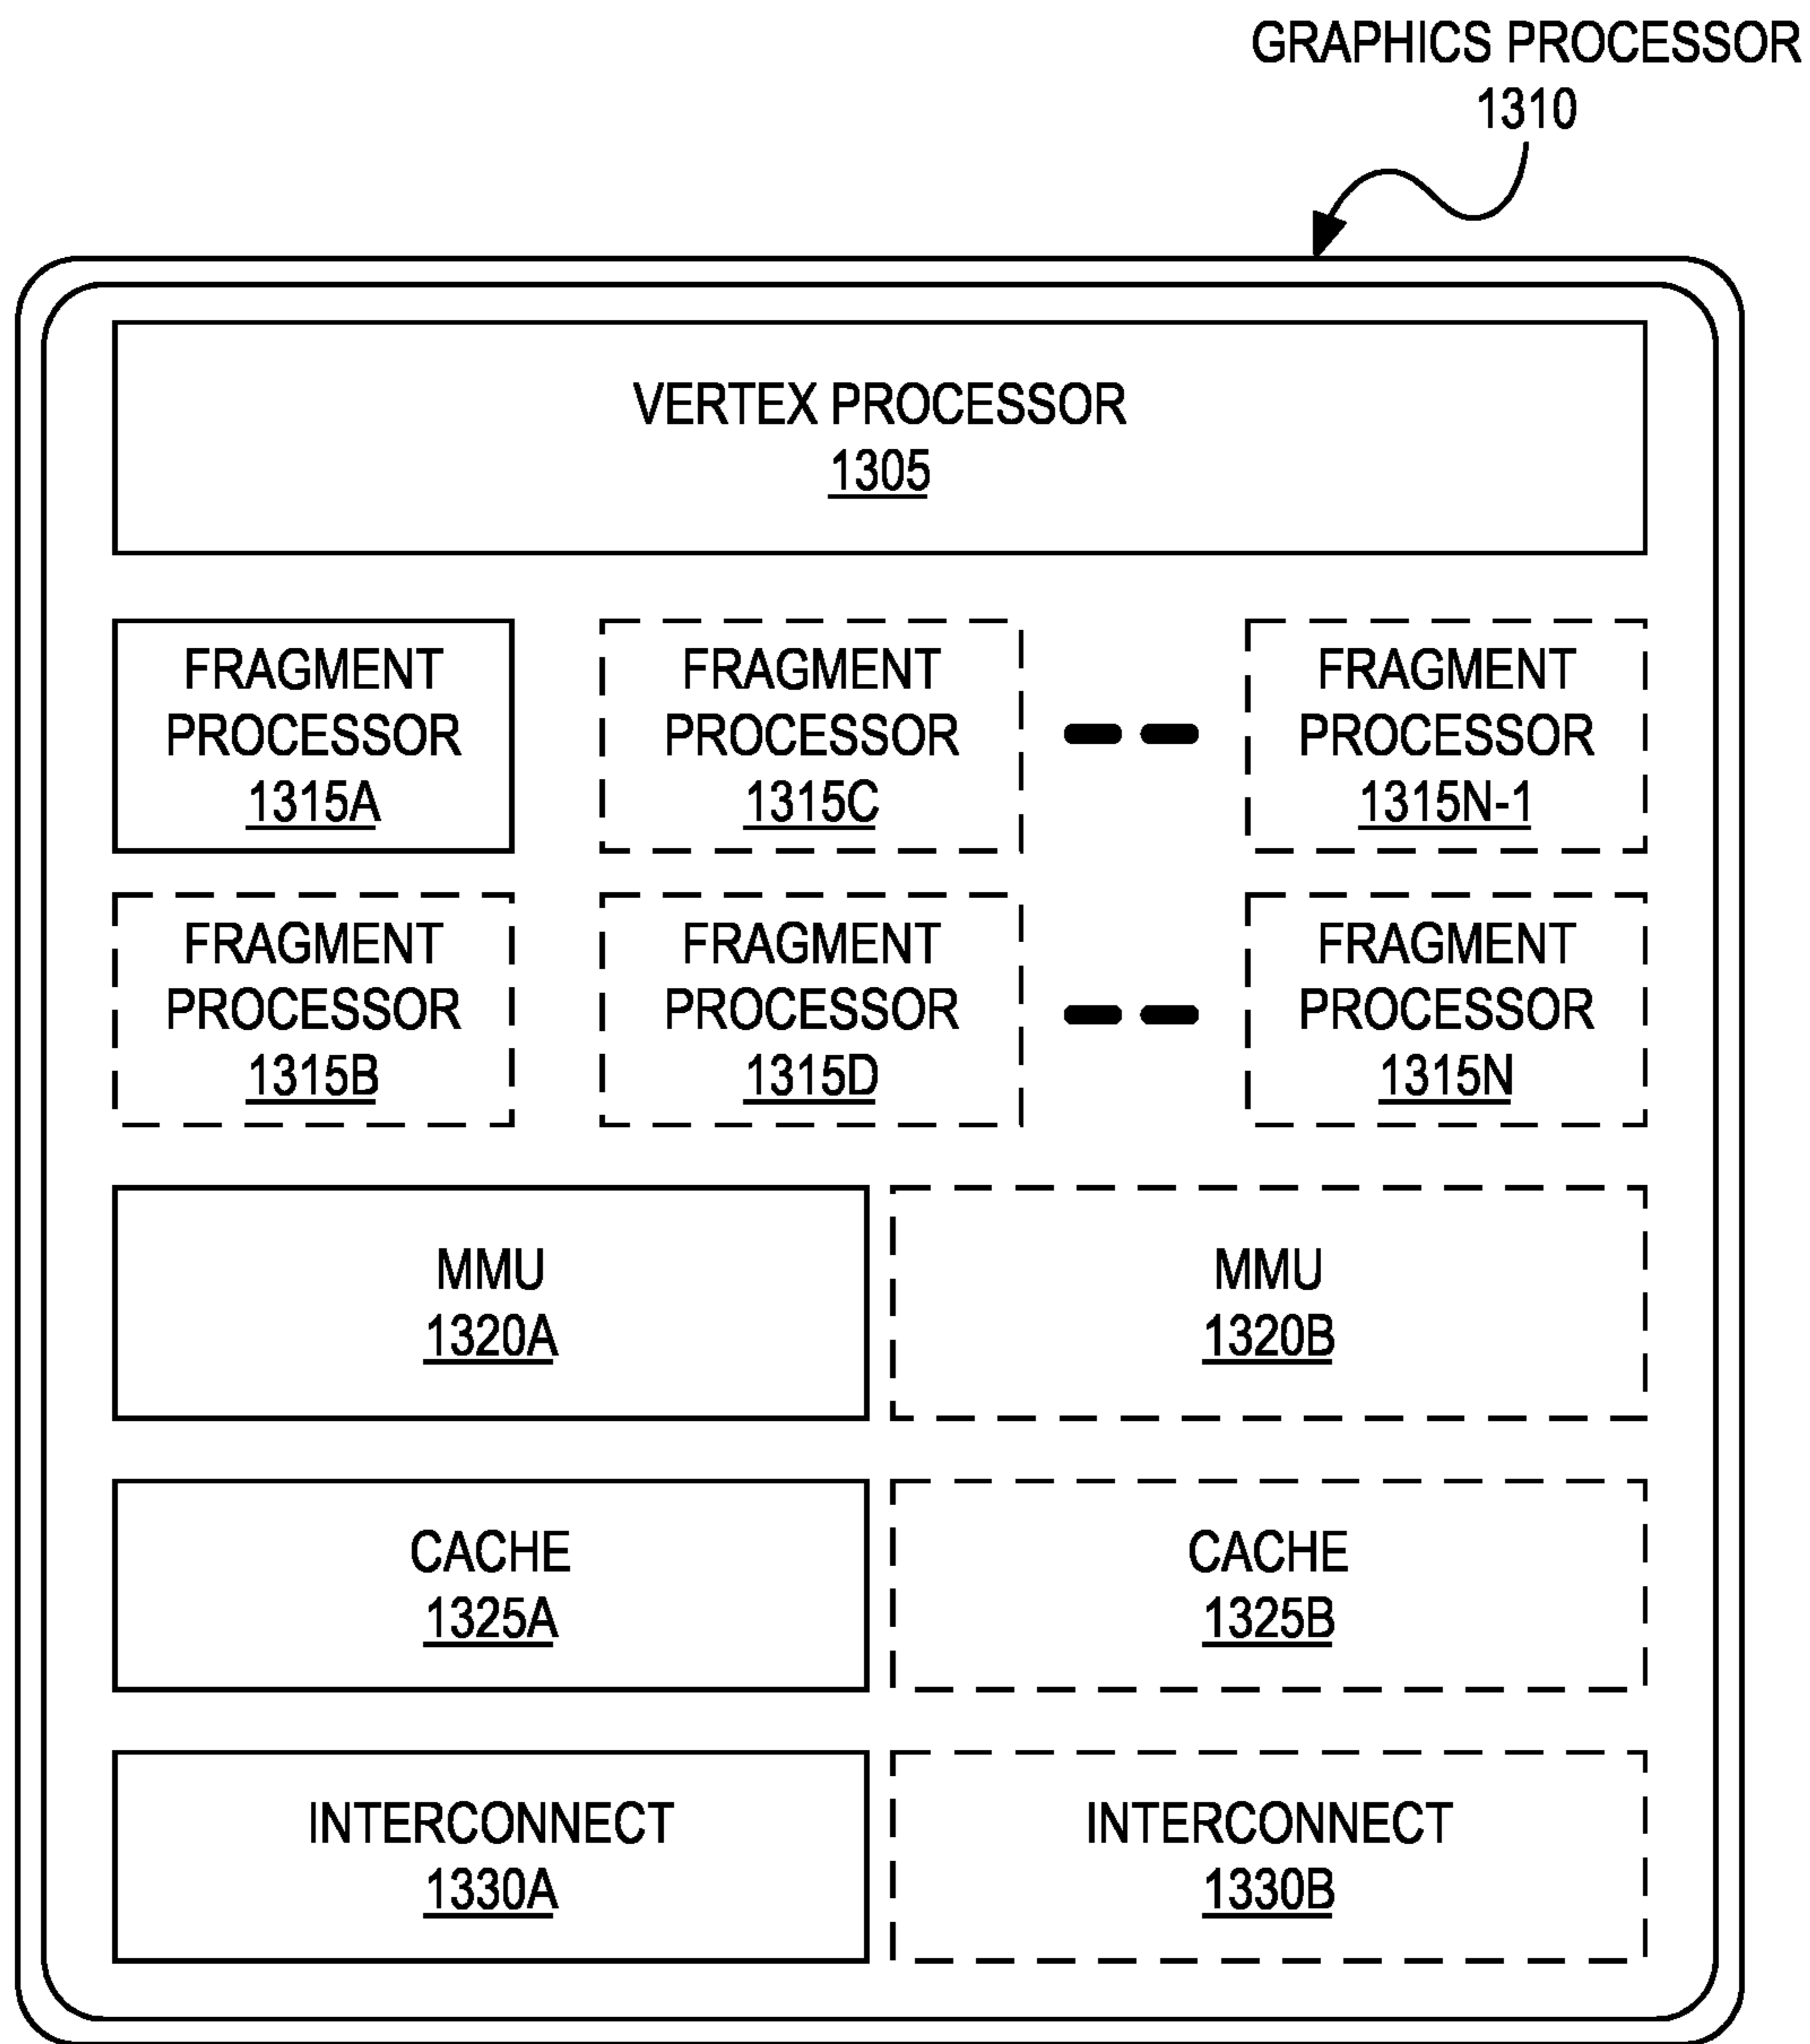 GRAPHICS PROCESSOR
1310
VERTEX PROCESSOR
1305
FRAGMENT
PROCESSOR
1315A
FRAGMENT
PROCESSOR
1315C
FRAGMENT
PROCESSOR
1315N-1
FRAGMENT
PROCESSOR
1315B
FRAGMENT
PROCESSOR
1315D
FRAGMENT
PROCESSOR
1315N
MMU
1320A
MMU
1320B
CACHE
1325A
CACHE
1325B
INTERCONNECT
1330A
INTERCONNECT
1330B